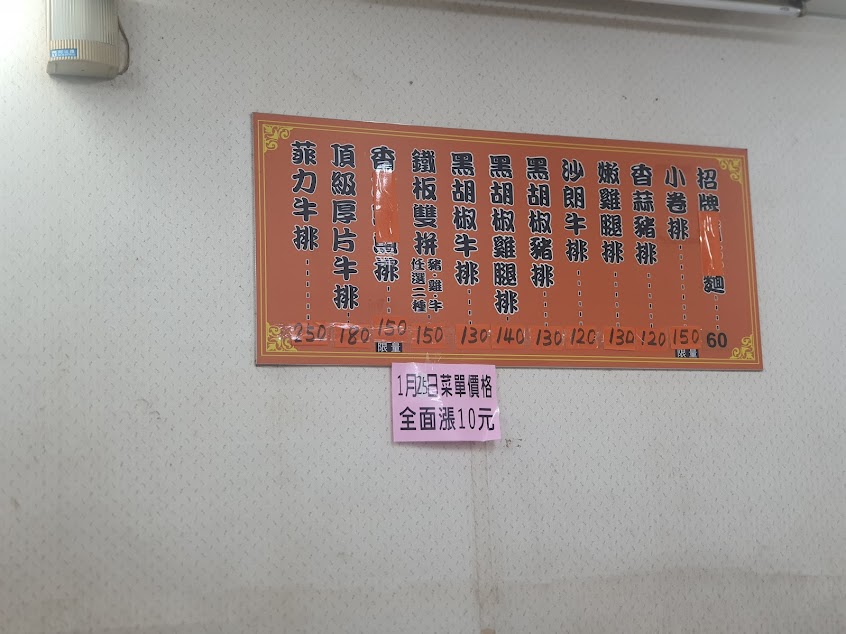 招牌 麵 60
小卷排 150 限量
香蒜豬排 120
嫩雞腿排 130
沙朗牛排 120
黑胡椒豬排 130
黑胡椒雞腿排 140
黑胡椒牛排 130
鐵板雙拼 豬·雞·牛 任選二種 150
香 排 150 限量
頂級厚片牛排 180
菲力牛排 250
1月25日菜單價格
全面漲10元